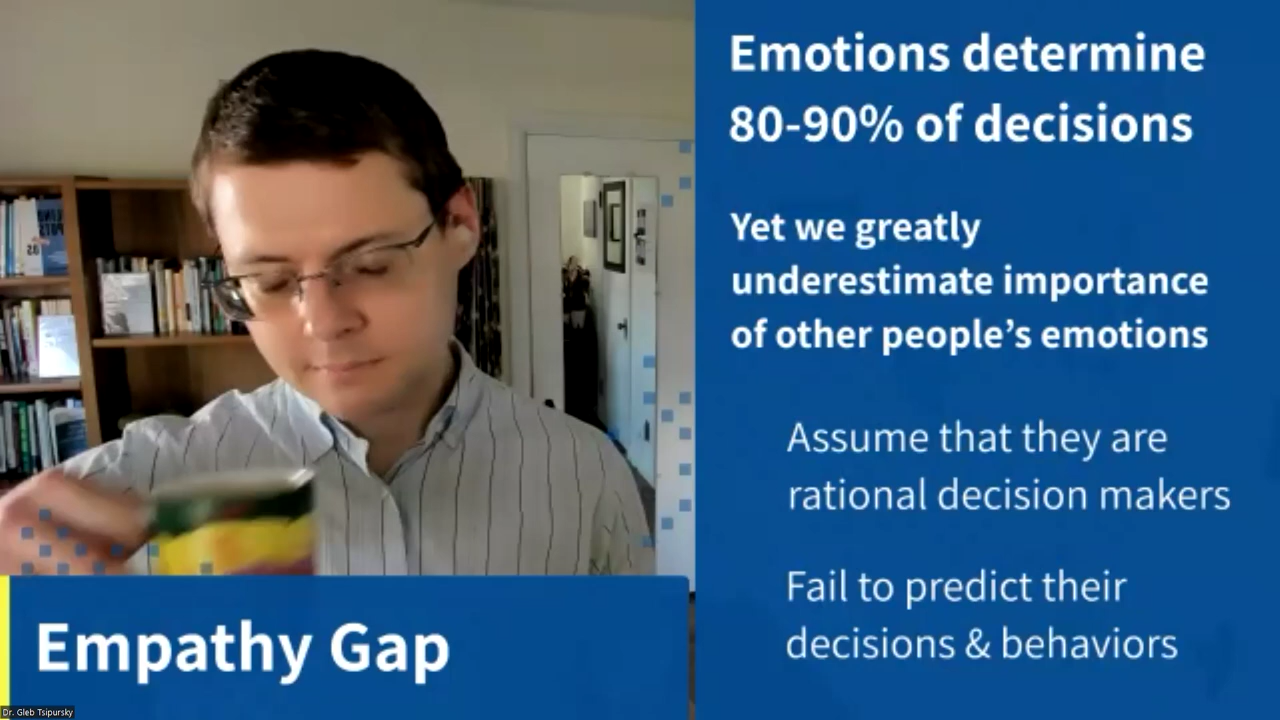 Emotions determine
80-90% of decisions
Yet we greatly
underestimate importance
of other people’s emotions
Assume that they are
rational decision makers
Fail to predict their
decisions & behaviors
Empathy Gap
Dr. Gleb Tsipursky